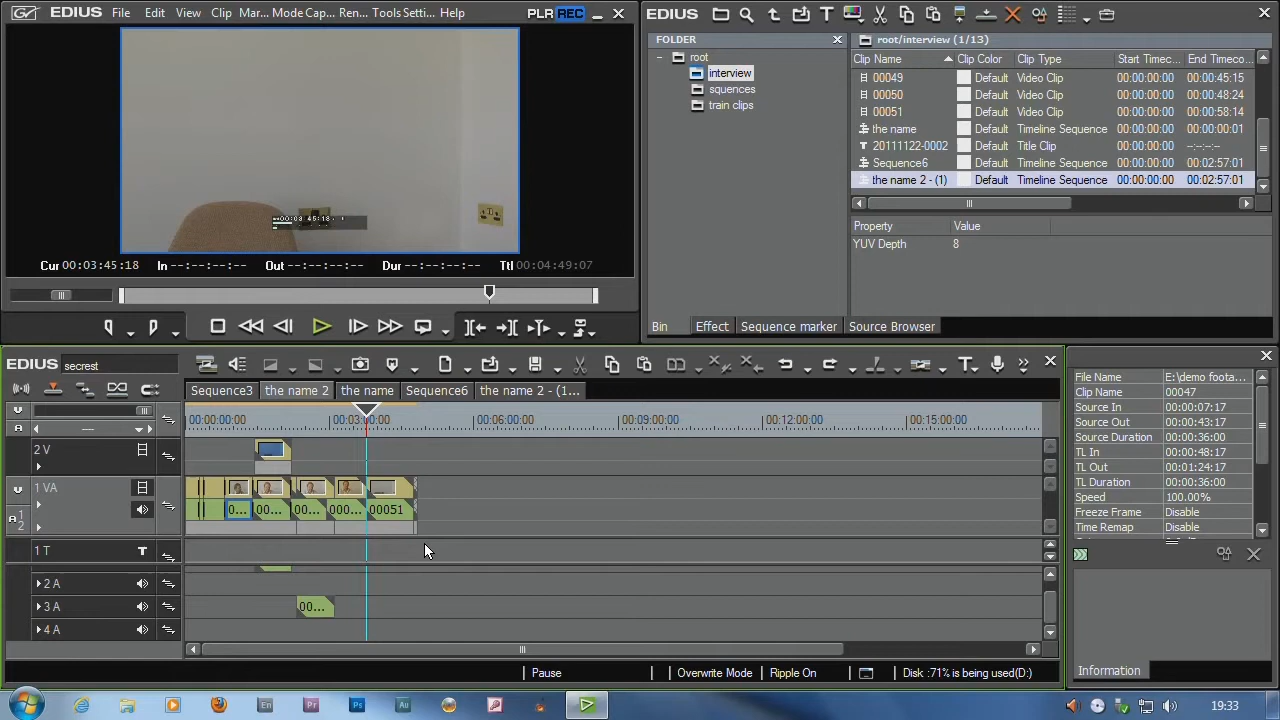 EDIUS File Edit View Clip Mar... Mode Cap... Ren... Tools Setti... Help PLR REC
00:03:45:18
Cur 00:03:45:18 In --:--:--:-- Out --:--:--:-- Dur --:--:--:-- Ttl 00:04:49:07
EDIUS
FOLDER
root
interview
squences
train clips
root/interview (1/13)
Clip Name Clip Color Clip Type Start Timec... End Timeco...
00049 Default Video Clip 00:00:00:00 00:00:45:15
00050 Default Video Clip 00:00:00:00 00:00:48:24
00051 Default Video Clip 00:00:00:00 00:00:58:14
the name Default Timeline Sequence 00:00:00:00 00:00:00:01
20111122-0002 Default Title Clip 00:00:00:00 --:--:--:--
Sequence6 Default Timeline Sequence 00:00:00:00 00:02:57:01
the name 2 - (1) Default Timeline Sequence 00:00:00:00 00:02:57:01
Property Value
YUV Depth 8
Bin Effect Sequence marker Source Browser
EDIUS secrest
Sequence3 the name 2 the name Sequence6 the name 2 - (1...
00:00:00:00 00:03:00:00 00:06:00:00 00:09:00:00 00:12:00:00 00:15:00:00
2 V
1 VA
0... 00... 00... 000... 00051
A 1 2
1 T
2 A
3 A 00...
4 A
Pause Overwrite Mode Ripple On Disk :71% is being used(D:)
File Name E:\demo foota...
Clip Name 00047
Source In 00:00:07:17
Source Out 00:00:43:17
Source Duration 00:00:36:00
TL In 00:00:48:17
TL Out 00:01:24:17
TL Duration 00:00:36:00
Speed 100.00%
Freeze Frame Disable
Time Remap Disable
Information
En Pr Ps Au
19:33